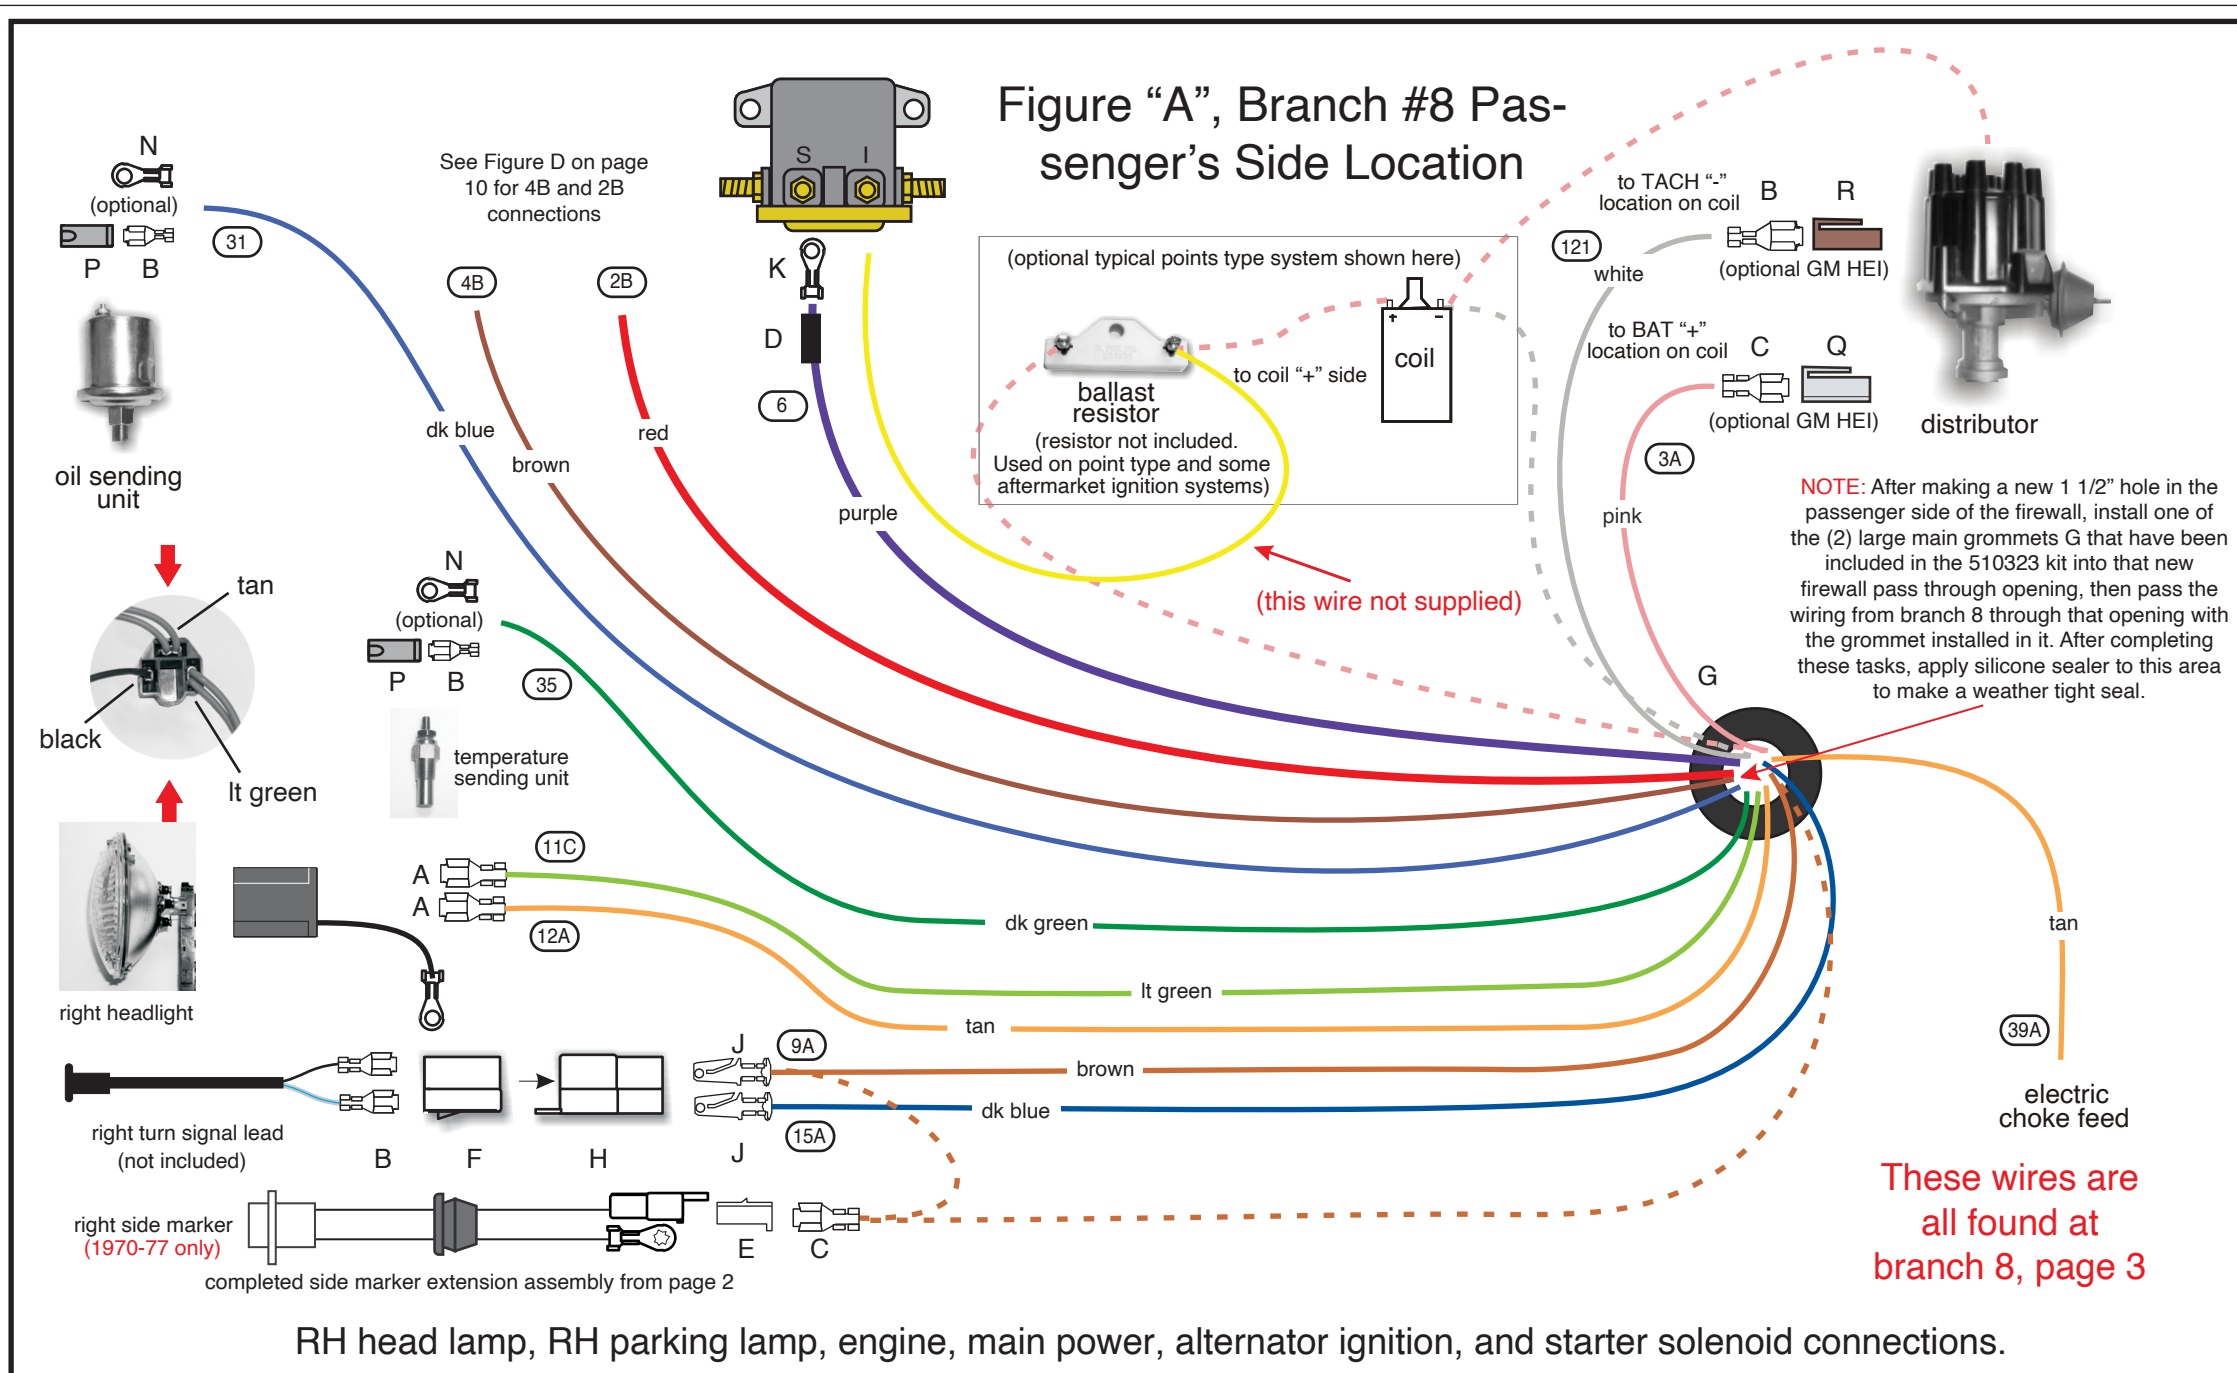 Figure “A”, Branch #8 Pas-
senger’s Side Location
N
(optional)
P
B
31
oil sending
unit
See Figure D on page
10 for 4B and 2B
connections
4B
2B
S
I
K
D
6
dk blue
brown
red
purple
(optional typical points type system shown here)
+
−
coil
to coil “+” side
ballast
resistor
(resistor not included.
Used on point type and some
aftermarket ignition systems)
(this wire not supplied)
to TACH “-”
location on coil
B
R
121
white
(optional GM HEI)
to BAT “+”
location on coil
C
Q
(optional GM HEI)
3A
pink
distributor
NOTE: After making a new 1 1/2” hole in the
passenger side of the firewall, install one of
the (2) large main grommets G that have been
included in the 510323 kit into that new
firewall pass through opening, then pass the
wiring from branch 8 through that opening with
the grommet installed in it. After completing
these tasks, apply silicone sealer to this area
to make a weather tight seal.
G
tan
black
lt green
N
(optional)
P
B
35
temperature
sending unit
right headlight
A
11C
A
12A
dk green
lt green
tan
J
9A
brown
dk blue
15A
J
right turn signal lead
(not included)
B
F
H
right side marker
(1970-77 only)
E
C
completed side marker extension assembly from page 2
tan
39A
electric
choke feed
These wires are
all found at
branch 8, page 3
RH head lamp, RH parking lamp, engine, main power, alternator ignition, and starter solenoid connections.